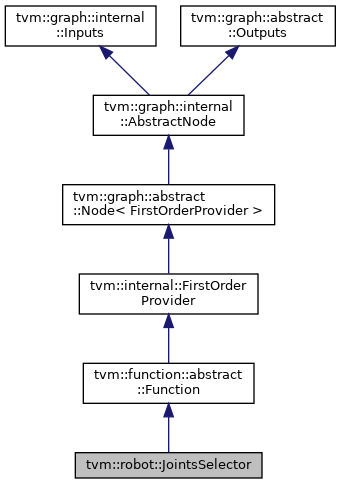 tvm::graph::internal
::Inputs
tvm::graph::abstract
::Outputs
tvm::graph::internal
::AbstractNode
tvm::graph::abstract
::Node< FirstOrderProvider >
tvm::internal::FirstOrder
Provider
tvm::function::abstract
::Function
tvm::robot::JointsSelector